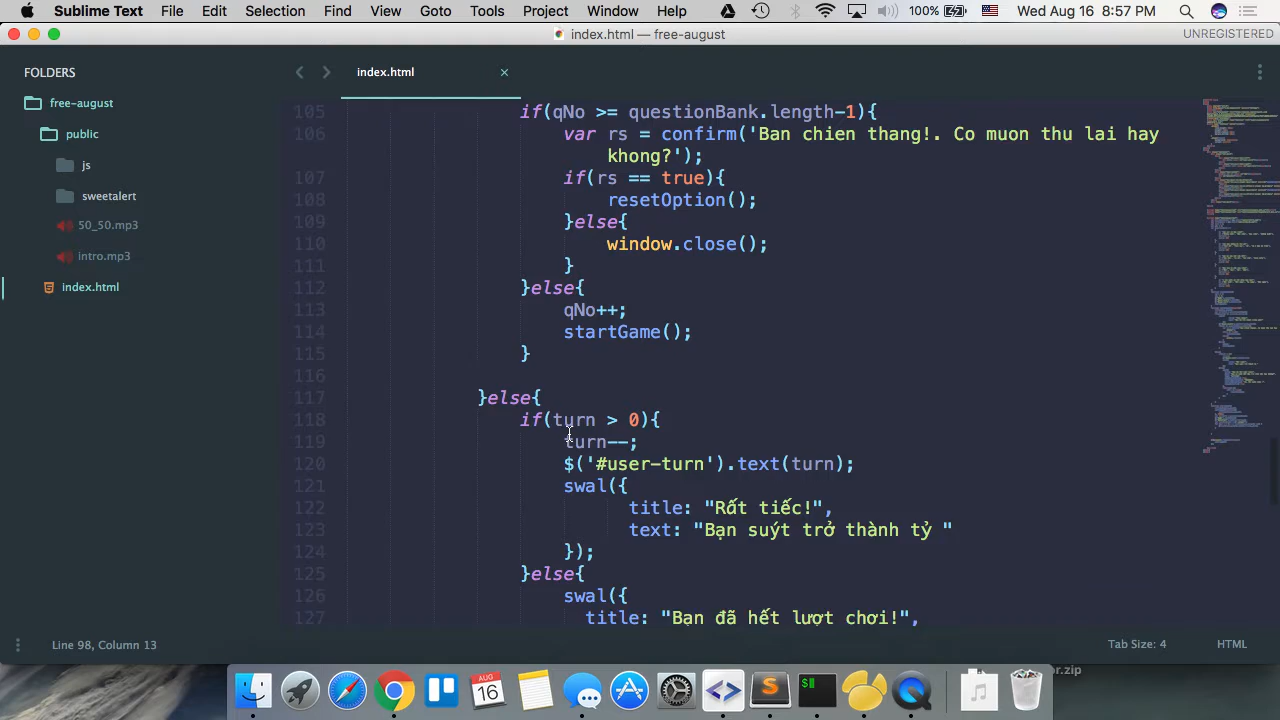 Sublime Text File Edit Selection Find View Goto Tools Project Window Help 100% Wed Aug 16 8:57 PM
index.html — free-august UNREGISTERED
FOLDERS
free-august
public
js
sweetalert
50_50.mp3
intro.mp3
index.html
index.html ×
105 if(qNo >= questionBank.length-1){
106 var rs = confirm('Ban chien thang!. Co muon thu lai hay
khong?');
107 if(rs == true){
108 resetOption();
109 }else{
110 window.close();
111 }
112 }else{
113 qNo++;
114 startGame();
115 }
116
117 }else{
118 if(turn > 0){
119 turn--;
120 $('#user-turn').text(turn);
121 swal({
122 title: "Rất tiếc!",
123 text: "Bạn suýt trở thành tỷ "
124 });
125 }else{
126 swal({
127 title: "Bạn đã hết lượt chơi!",
Line 98, Column 13 Tab Size: 4 HTML
or.zip
AUG
16